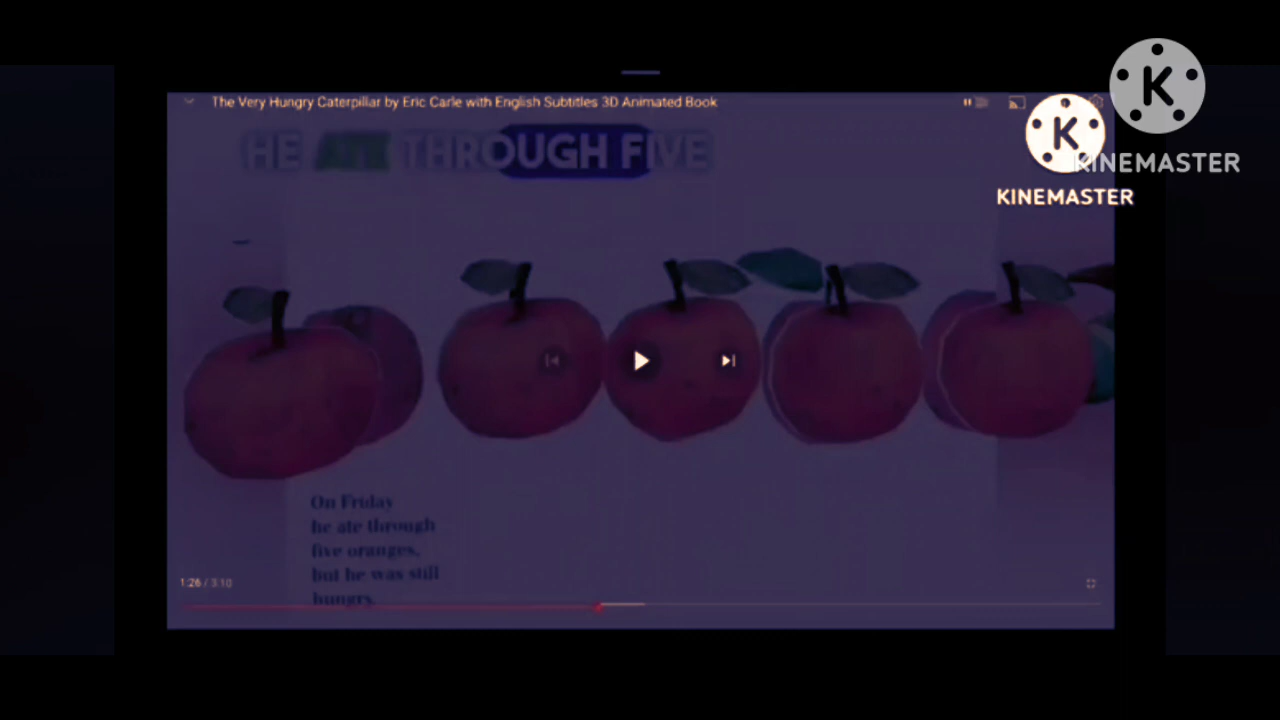 The Very Hungry Caterpillar by Eric Carle with English Subtitles 3D Animated Book
HE ATE THROUGH FIVE
KINEMASTER
KINEMASTER
On Friday
he ate through
five oranges,
but he was still
hungry.
1:26 / 3:10